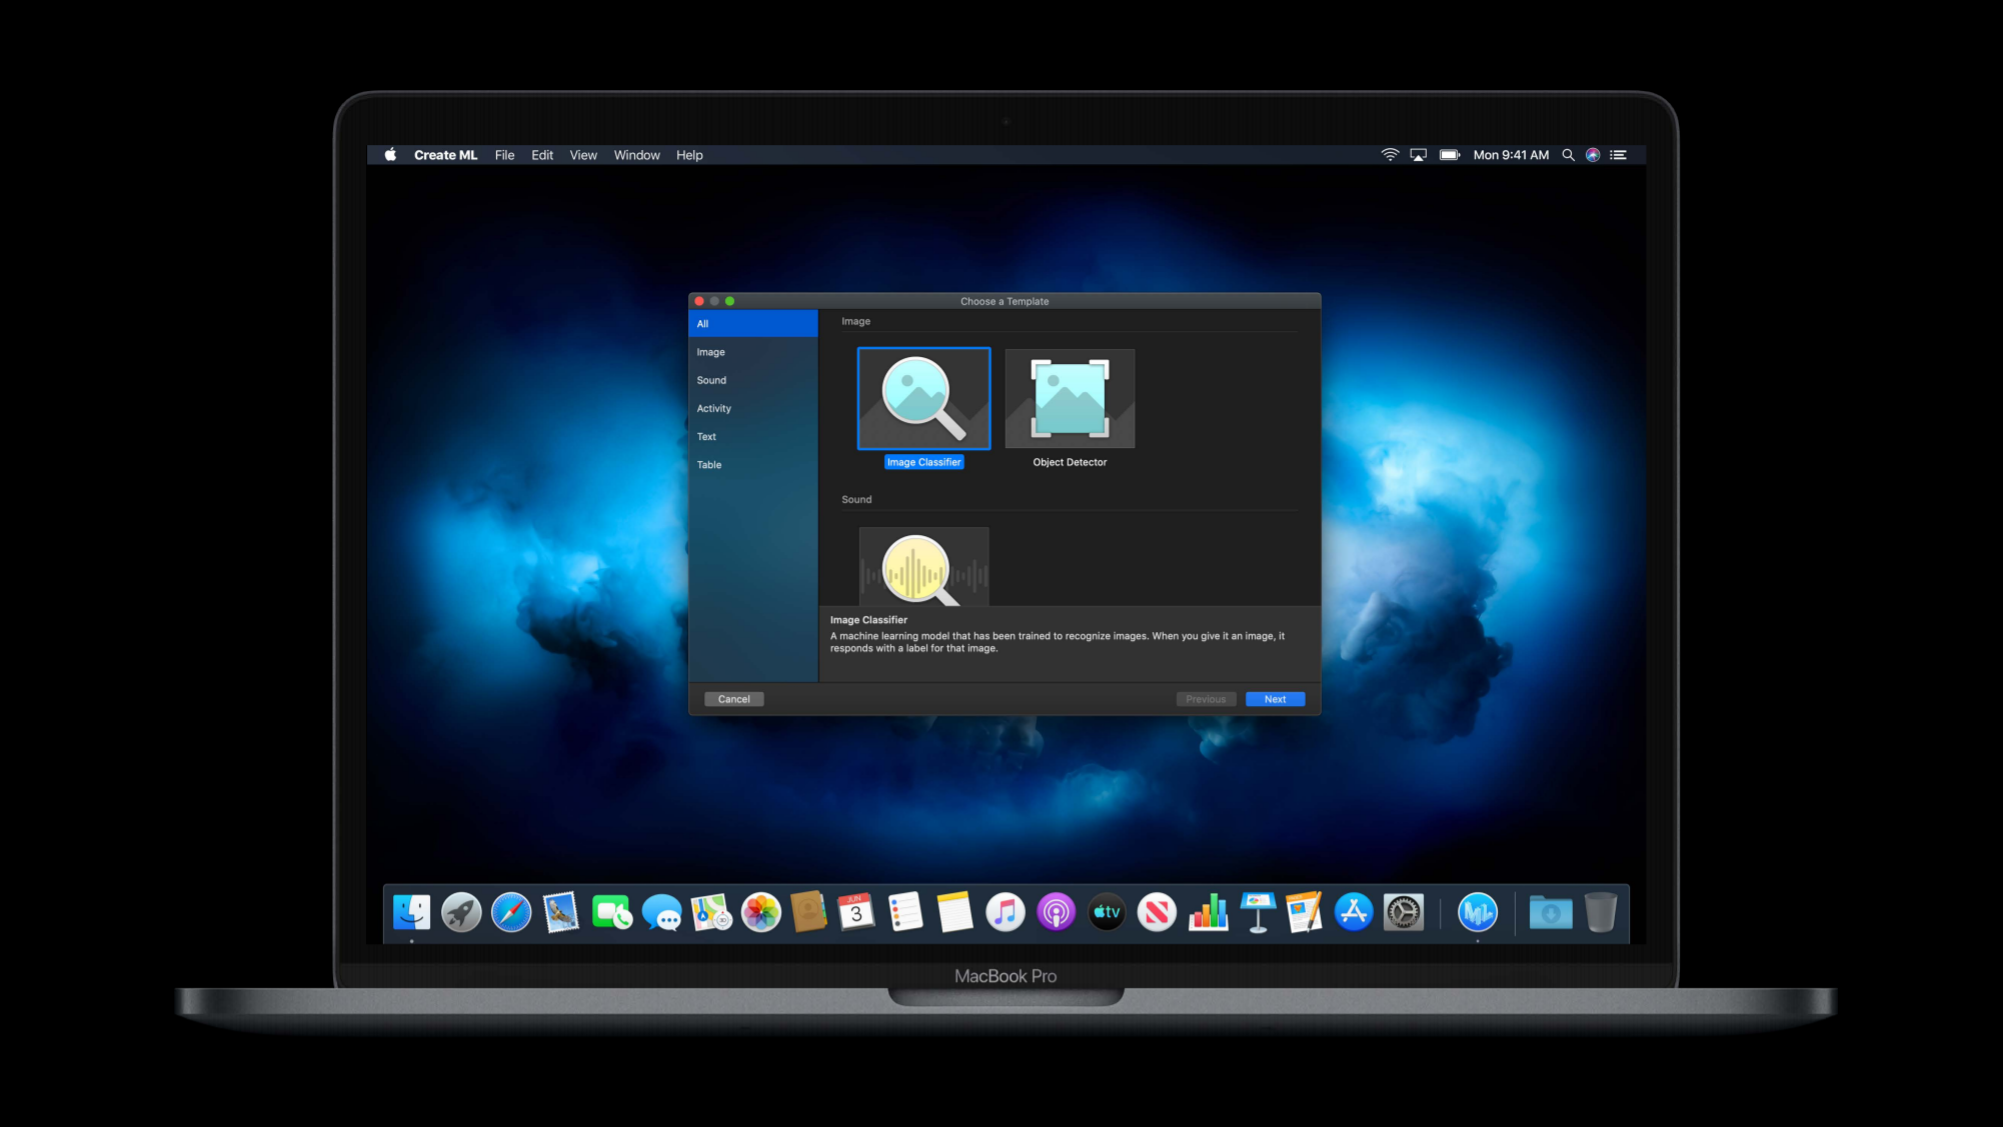 Create ML File Edit View Window Help Mon 9:41 AM
Choose a Template
All
Image
Sound
Activity
Text
Table
Image
Image Classifier Object Detector
Sound
Image Classifier
A machine learning model that has been trained to recognize images. When you give it an image, it
responds with a label for that image.
Cancel Previous Next
JUN
3
3D
tv
ML
MacBook Pro